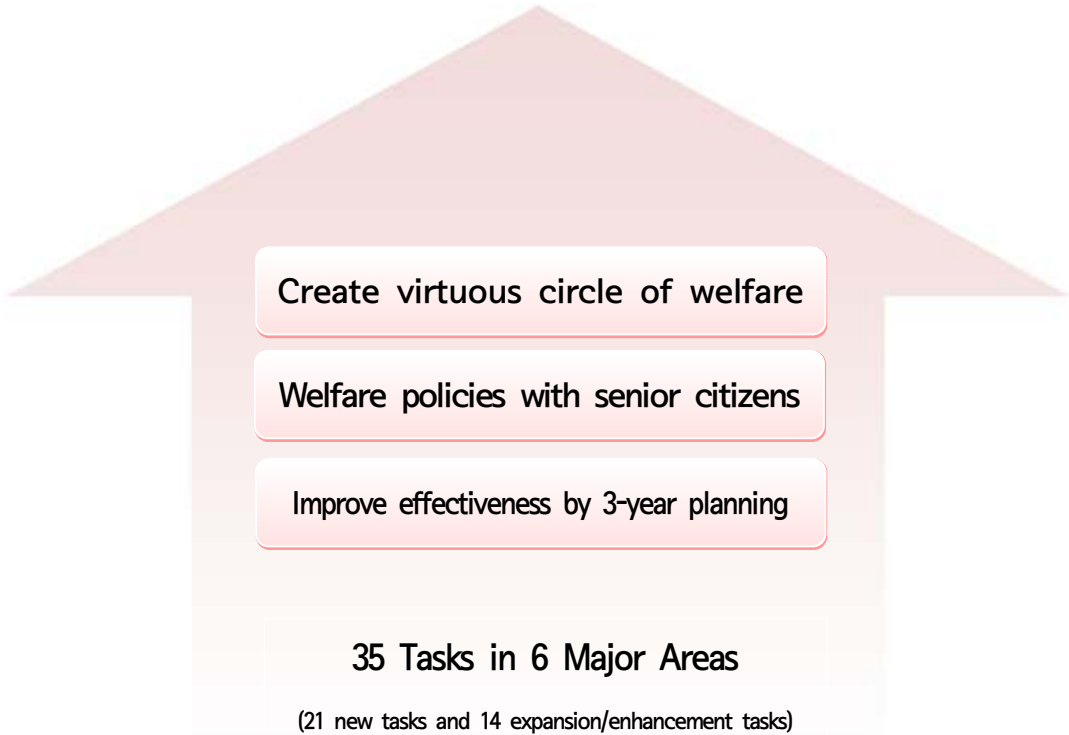 Create virtuous circle of welfare
Welfare policies with senior citizens
Improve effectiveness by 3-year planning
35 Tasks in 6 Major Areas
(21 new tasks and 14 expansion/enhancement tasks)